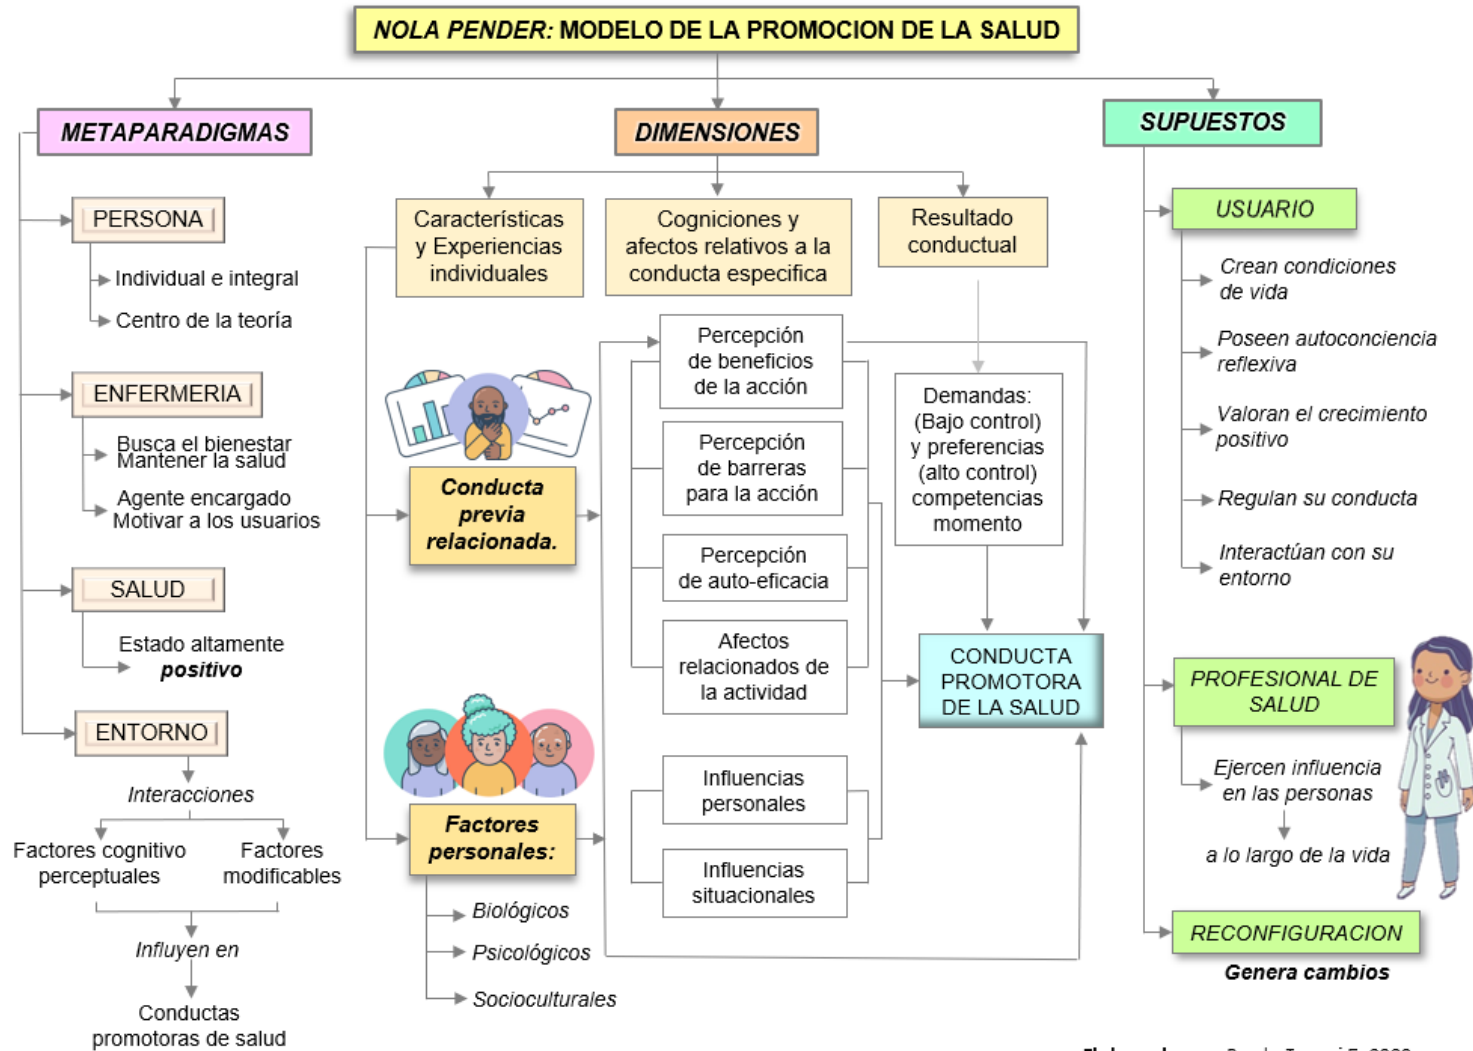 NOLA PENDER: MODELO DE LA PROMOCION DE LA SALUD
METAPARADIGMAS
PERSONA
Individual e integral
Centro de la teoría
ENFERMERIA
Busca el bienestar
Mantener la salud
Agente encargado
Motivar a los usuarios
SALUD
Estado altamente
positivo
ENTORNO
Interacciones
Factores cognitivo
perceptuales
Factores
modificables
Influyen en
Conductas
promotoras de salud
DIMENSIONES
Características
y Experiencias
individuales
Conducta
previa
relacionada.
Factores
personales:
Biológicos
Psicológicos
Socioculturales
Cogniciones y
afectos relativos a la
conducta especifica
Percepción
de beneficios
de la acción
Percepción
de barreras
para la acción
Percepción
de auto-eficacia
Afectos
relacionados de
la actividad
Influencias
personales
Influencias
situacionales
Resultado
conductual
Demandas:
(Bajo control)
y preferencias
(alto control)
competencias
momento
CONDUCTA
PROMOTORA
DE LA SALUD
SUPUESTOS
USUARIO
Crean condiciones
de vida
Poseen autoconciencia
reflexiva
Valoran el crecimiento
positivo
Regulan su conducta
Interactúan con su
entorno
PROFESIONAL DE
SALUD
Ejercen influencia
en las personas
a lo largo de la vida
RECONFIGURACION
Genera cambios